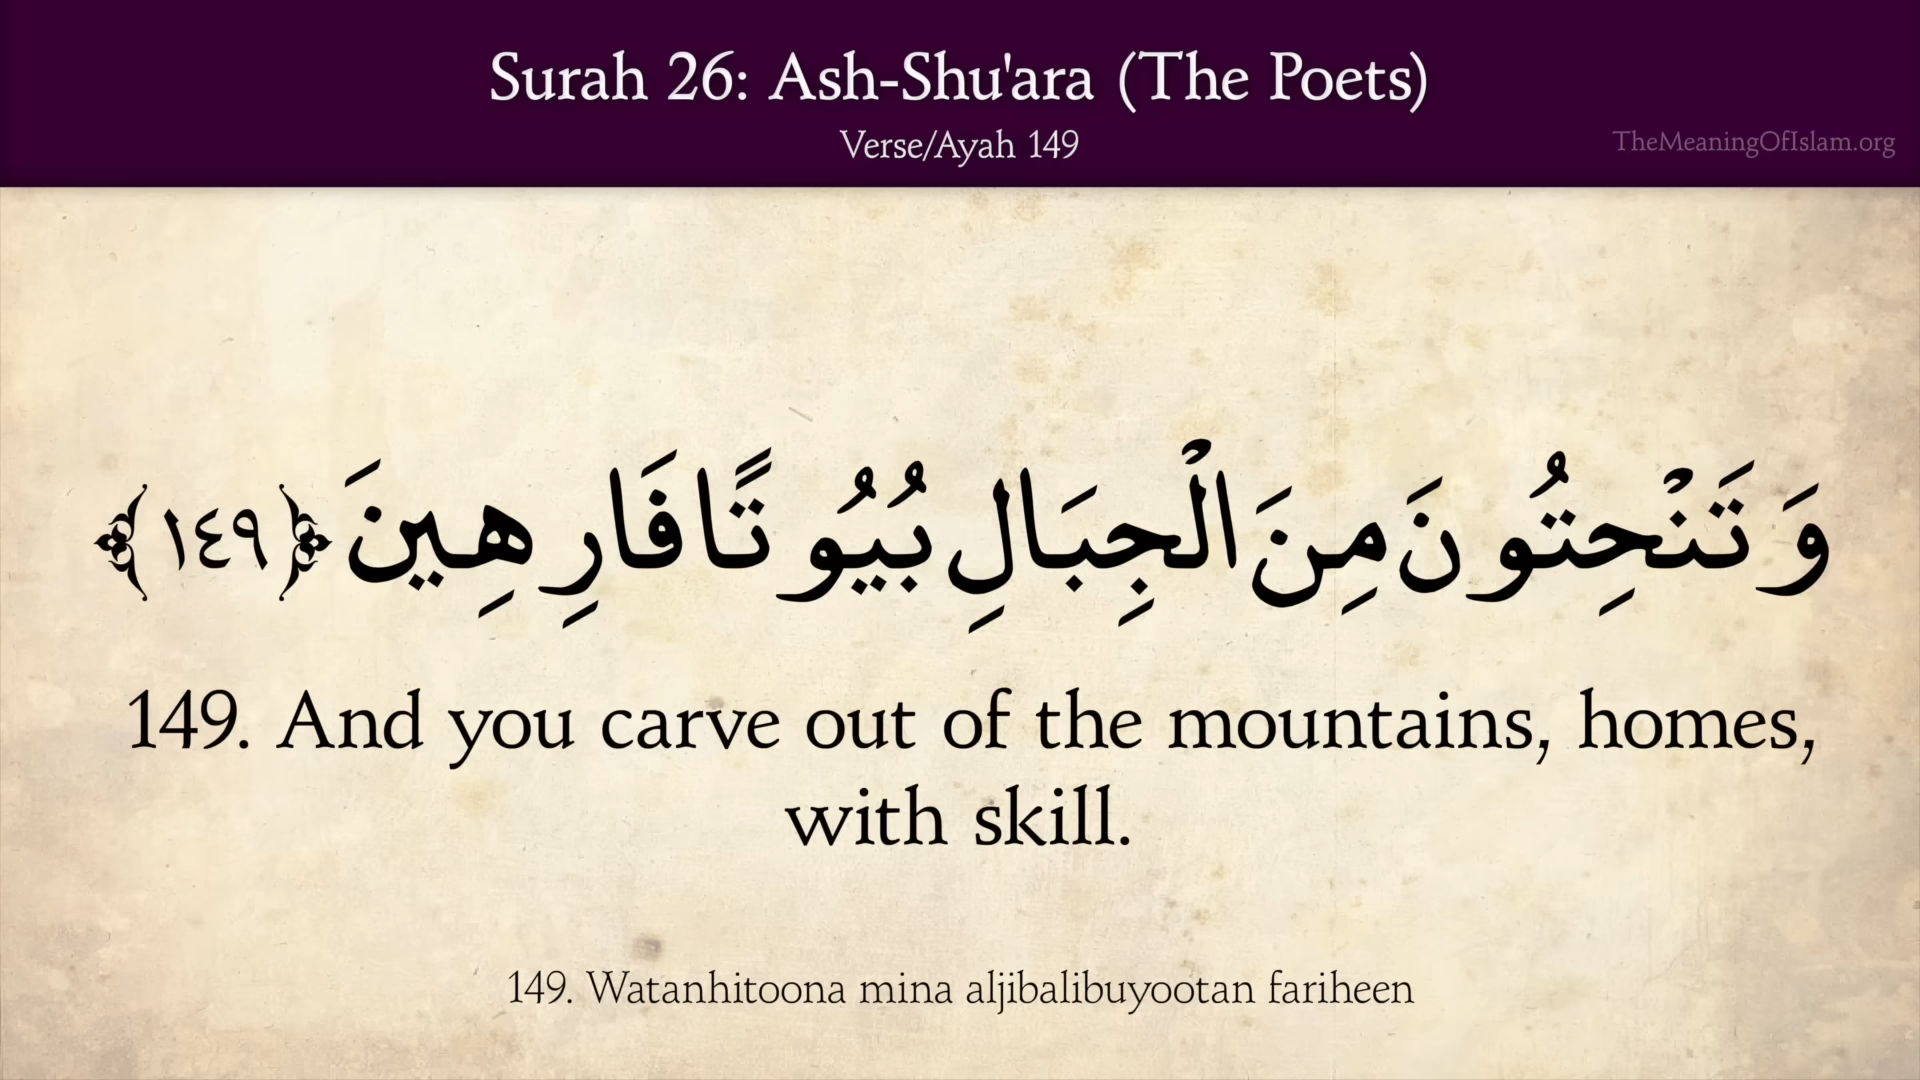 Surah 26: Ash-Shu'ara (The Poets)
Verse/Ayah 149
TheMeaningOfIslam.org
وَتَنْحِتُونَ مِنَ الْجِبَالِ بُيُوتًا فَارِهِينَ ﴿١٤٩﴾
149. And you carve out of the mountains, homes,
with skill.
149. Watanhitoona mina aljibalibuyootan fariheen